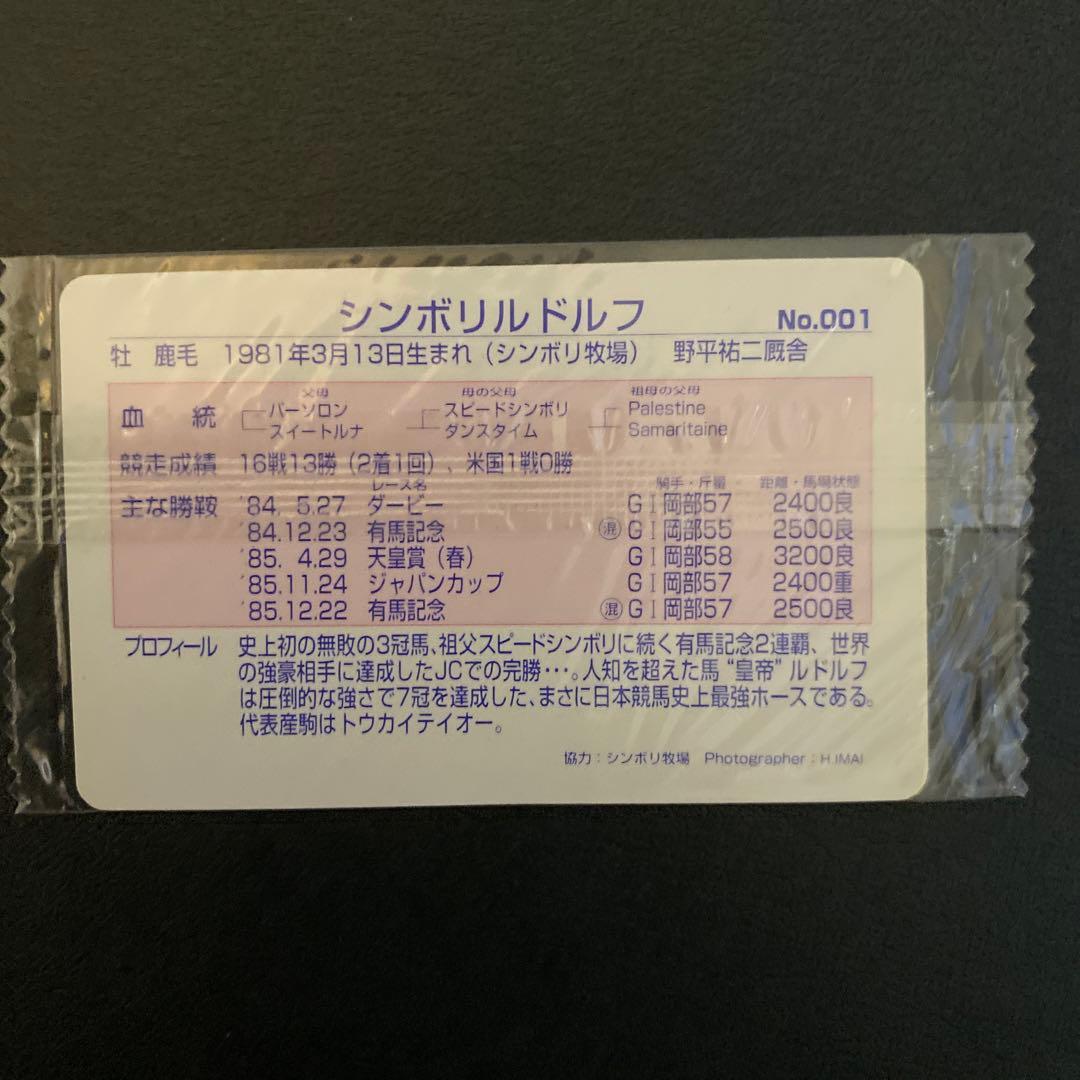 シンボリルドルフ No.001
牡 鹿毛 1981年3月13日生まれ（シンボリ牧場） 野平祐二厩舎
父母 母の父母 祖母の父母
血統 パーソロン スピードシンボリ Palestine
スイートルナ ダンスタイム Samaritaine
競走成績 16戦13勝（2着1回）、米国1戦0勝
レース名 騎手・斤量 距離・馬場状態
主な勝鞍 '84. 5.27 ダービー GⅠ岡部57 2400良
'84.12.23 有馬記念 ㊟GⅠ岡部55 2500良
'85. 4.29 天皇賞（春） GⅠ岡部58 3200良
'85.11.24 ジャパンカップ GⅠ岡部57 2400重
'85.12.22 有馬記念 混GⅠ岡部57 2500良
プロフィール 史上初の無敗の3冠馬、祖父スピードシンボリに続く有馬記念2連覇、世界
の強豪相手に達成したJCでの完勝･･･。人知を超えた馬“皇帝”ルドルフ
は圧倒的な強さで7冠を達成した、まさに日本競馬史上最強ホースである。
代表産駒はトウカイテイオー。
協力：シンボリ牧場 Photographer：H.IMAI